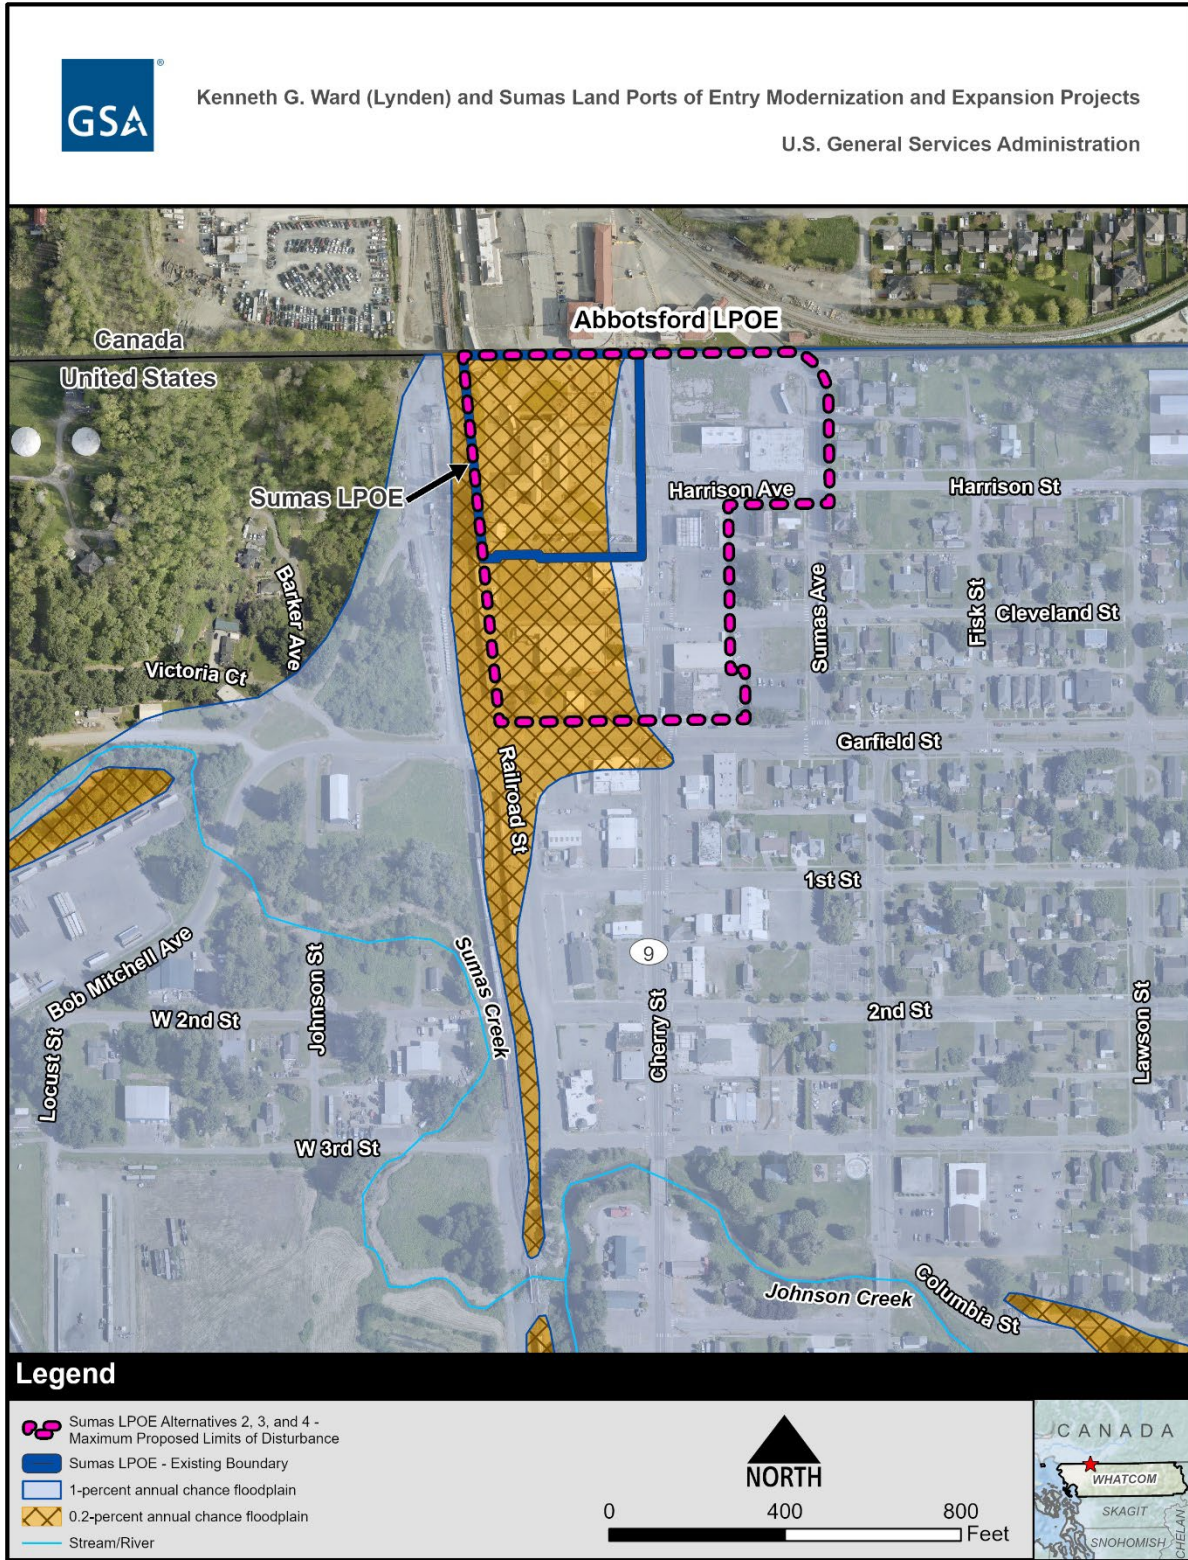 GSA
®
Kenneth G. Ward (Lynden) and Sumas Land Ports of Entry Modernization and Expansion Projects
U.S. General Services Administration
Abbotsford LPOE
Canada
United States
Sumas LPOE
Harrison Ave
Harrison St
Barker Ave
Sumas Ave
Fisk St
Cleveland St
Victoria Ct
Garfield St
Railroad St
1st St
Sumas Creek
9
Bob Mitchell Ave
Johnson St
W 2nd St
2nd St
Locust St
Cherry St
Lawson St
W 3rd St
Johnson Creek
Columbia St
Legend
Sumas LPOE Alternatives 2, 3, and 4 -
Maximum Proposed Limits of Disturbance
Sumas LPOE - Existing Boundary
1-percent annual chance floodplain
0.2-percent annual chance floodplain
Stream/River
NORTH
0 400 800
Feet
CANADA
WHATCOM
SKAGIT
SNOHOMISH
CHELAN